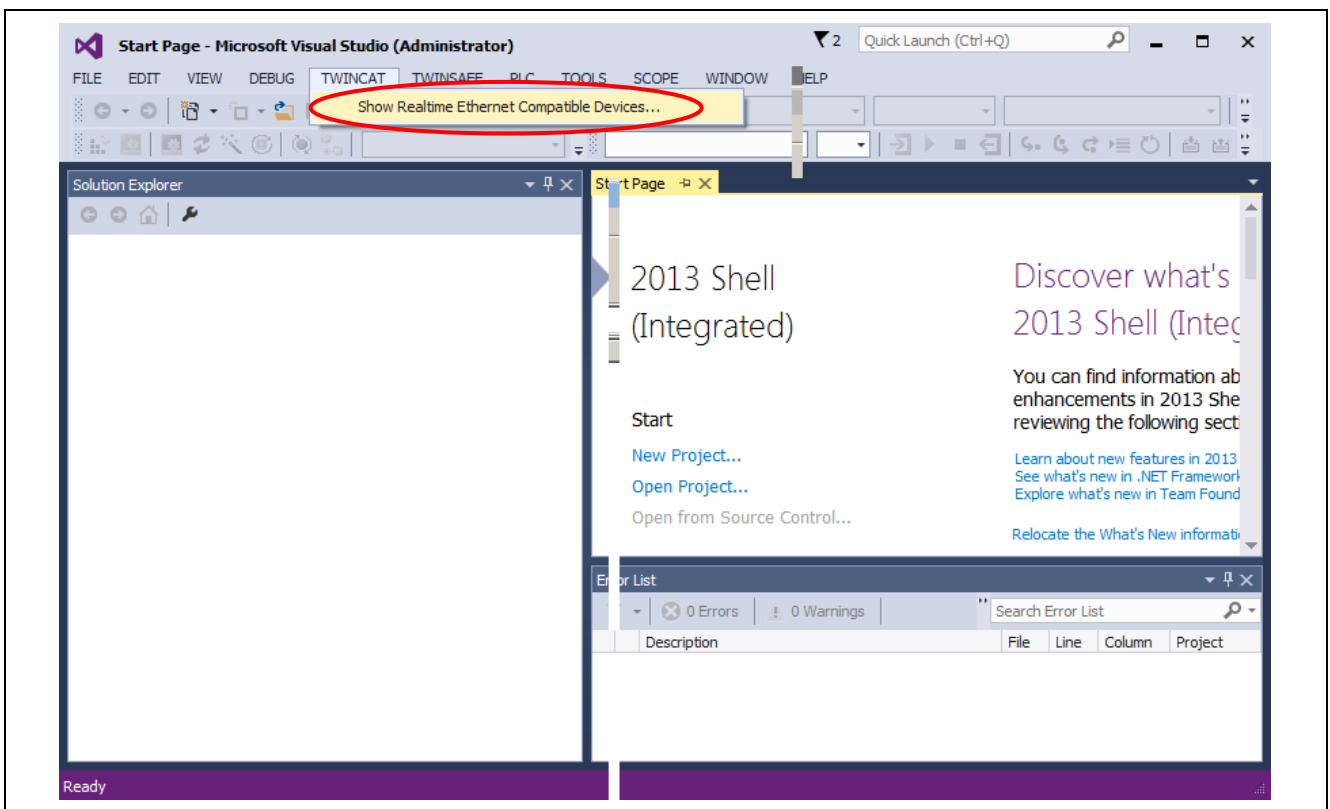 Start Page - Microsoft Visual Studio (Administrator)
2
Quick Launch (Ctrl+Q)
FILE EDIT VIEW DEBUG TWINCAT TWINSAFE PLC TOOLS SCOPE WINDOW HELP
Show Realtime Ethernet Compatible Devices...
Solution Explorer
Start Page
2013 Shell
(Integrated)
Start
New Project...
Open Project...
Open from Source Control...
Discover what's
2013 Shell (Integ
You can find information ab
enhancements in 2013 She
reviewing the following secti
Learn about new features in 2013
See what's new in .NET Framework
Explore what's new in Team Found
Relocate the What's New informati
Error List
0 Errors 0 Warnings
Search Error List
Description File Line Column Project
Ready